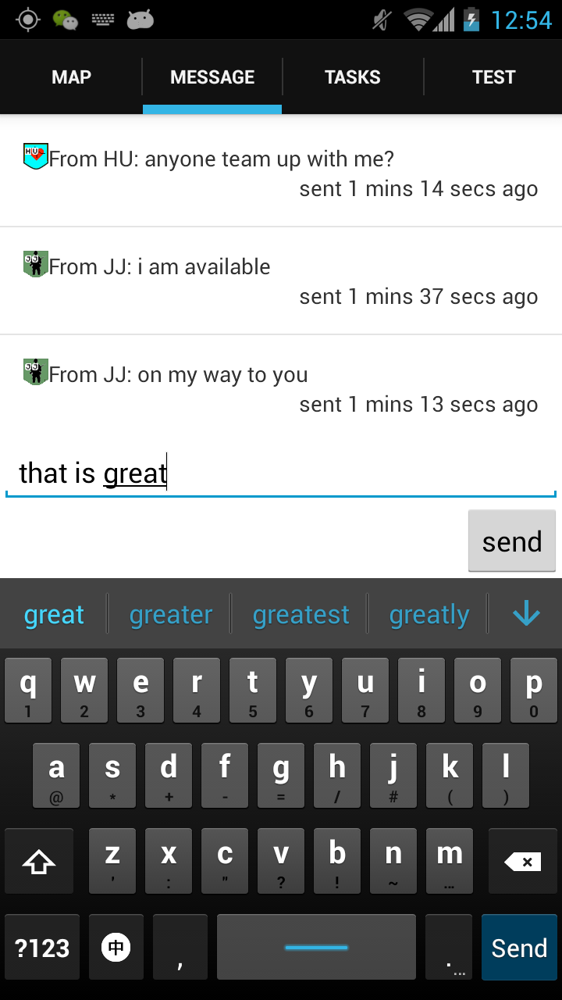 12:54
MAP MESSAGE TASKS TEST
HU From HU: anyone team up with me?
sent 1 mins 14 secs ago
JJ From JJ: i am available
sent 1 mins 37 secs ago
JJ From JJ: on my way to you
sent 1 mins 13 secs ago
that is great
send
great greater greatest greatly
q w e r t y u i o p
1 2 3 4 5 6 7 8 9 0
a s d f g h j k l
@ * + - = / # ( )
z x c v b n m
' : " ? ! ~ ...
?123 中 , . ... Send